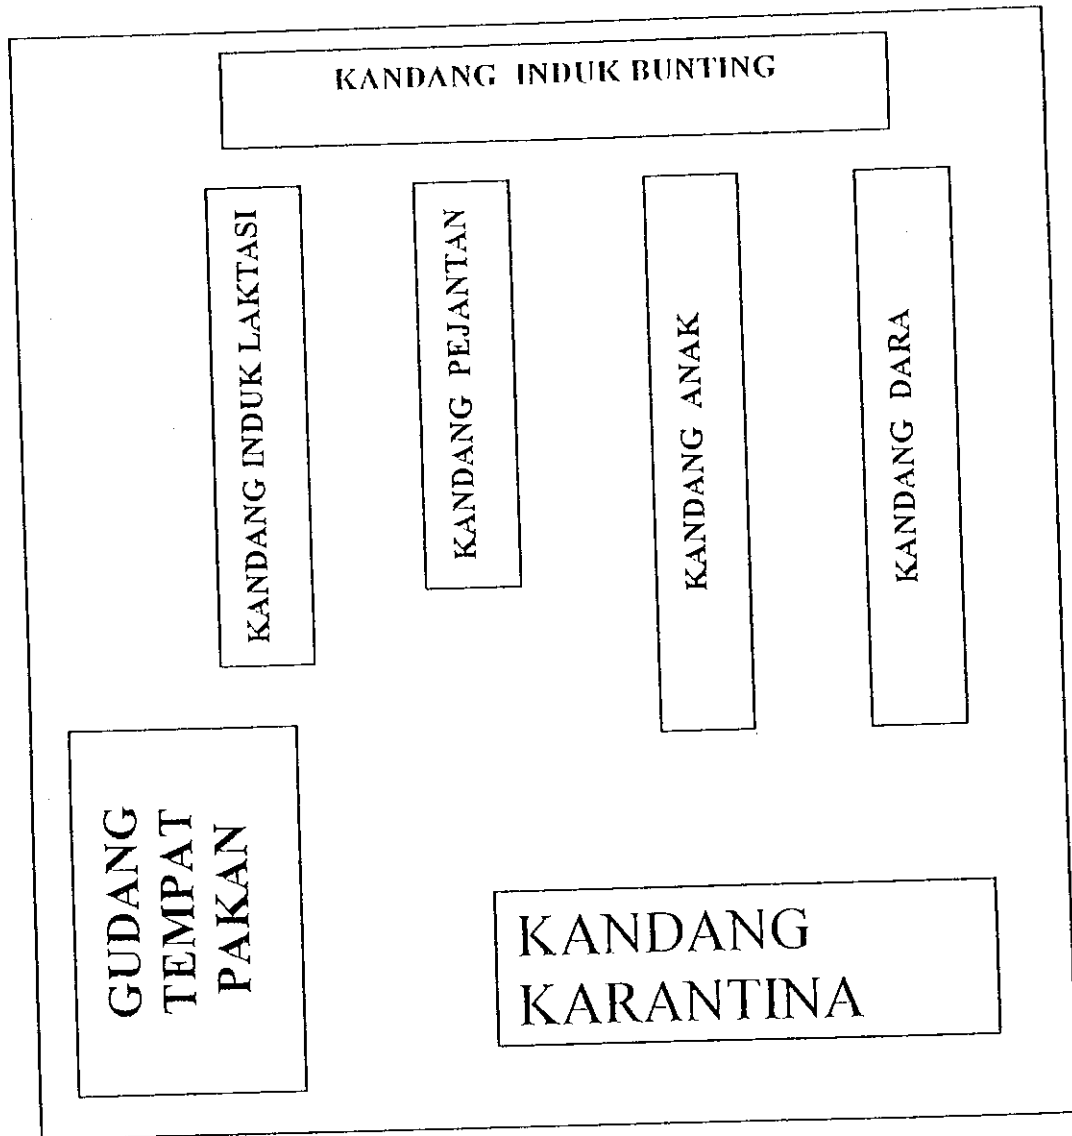 KANDANG INDUK BUNTING
KANDANG INDUK LAKTASI
KANDANG PEJANTAN
KANDANG ANAK
KANDANG DARA
GUDANG
TEMPAT
PAKAN
KANDANG
KARANTINA